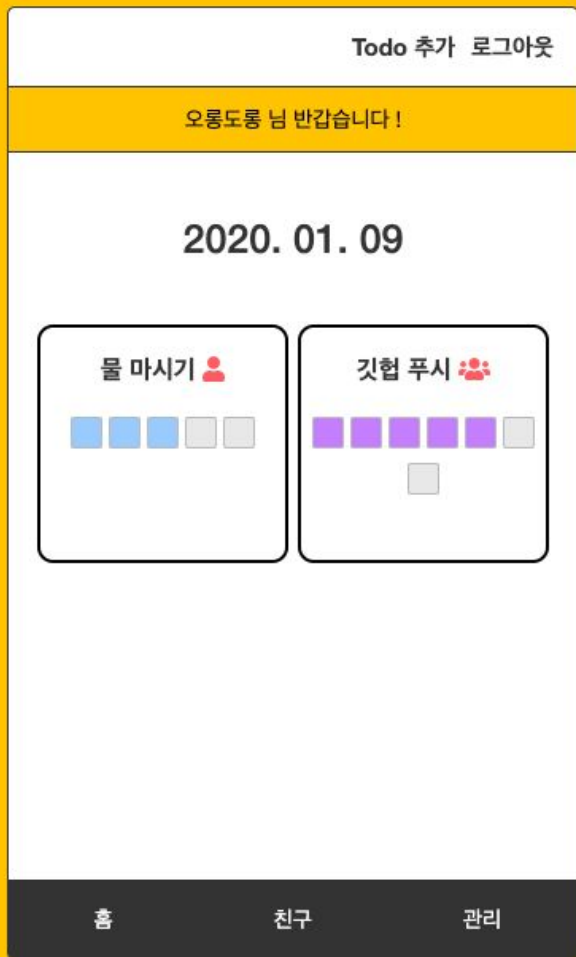 Todo 추가 로그아웃
오롱도롱 님 반갑습니다 !
2020. 01. 09
물 마시기
깃헙 푸시
홈 친구 관리